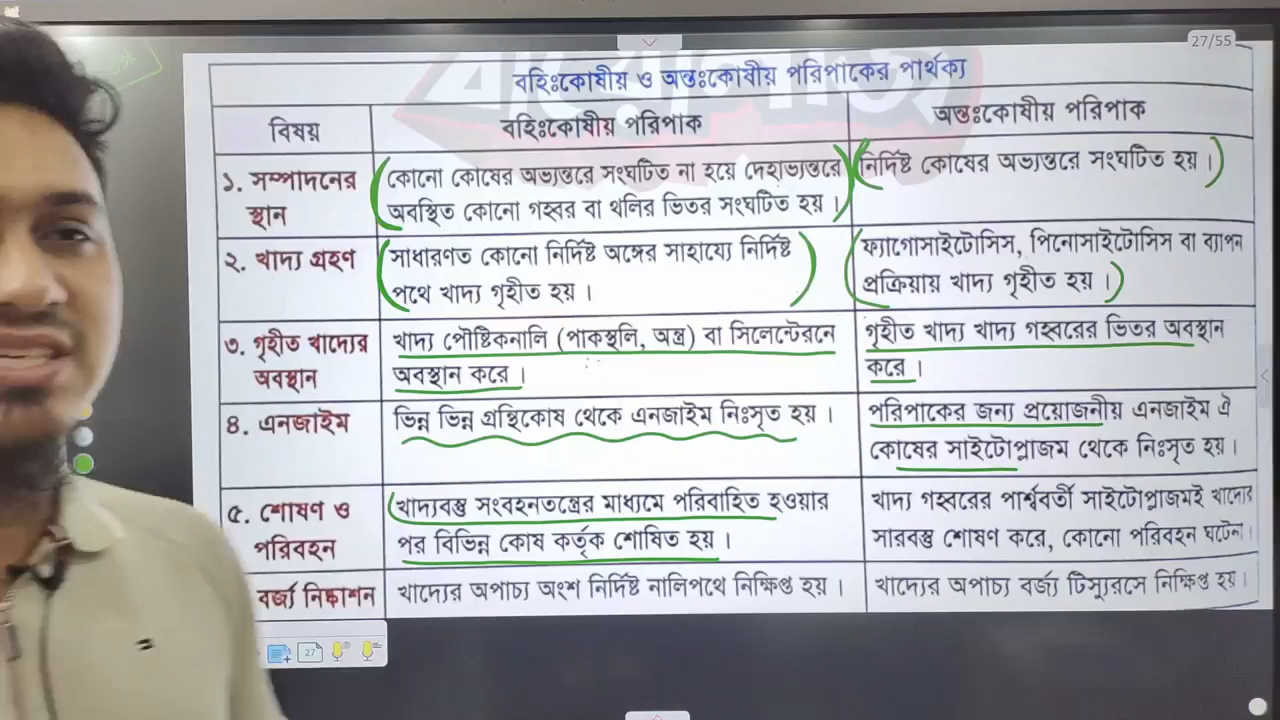 27/55
বহিঃকোষীয় ও অন্তঃকোষীয় পরিপাকের পার্থক্য
বিষয়
বহিঃকোষীয় পরিপাক
অন্তঃকোষীয় পরিপাক
১. সম্পাদনের
স্থান
কোনো কোষের অভ্যন্তরে সংঘটিত না হয়ে দেহাভ্যন্তরে
অবস্থিত কোনো গহ্বর বা থলির ভিতর সংঘটিত হয়।
নির্দিষ্ট কোষের অভ্যন্তরে সংঘটিত হয়।
২. খাদ্য গ্রহণ
সাধারণত কোনো নির্দিষ্ট অঙ্গের সাহায্যে নির্দিষ্ট
পথে খাদ্য গৃহীত হয়।
ফ্যাগোসাইটোসিস, পিনোসাইটোসিস বা ব্যাপন
প্রক্রিয়ায় খাদ্য গৃহীত হয়।
৩. গৃহীত খাদ্যের
অবস্থান
খাদ্য পৌষ্টিকনালি (পাকস্থলি, অন্ত্র) বা সিলেন্টেরনে
অবস্থান করে।
গৃহীত খাদ্য খাদ্য গহ্বরের ভিতর অবস্থান
করে।
৪. এনজাইম
ভিন্ন ভিন্ন গ্রন্থিকোষ থেকে এনজাইম নিঃসৃত হয়।
পরিপাকের জন্য প্রয়োজনীয় এনজাইম ঐ
কোষের সাইটোপ্লাজম থেকে নিঃসৃত হয়।
৫. শোষণ ও
পরিবহন
খাদ্যবস্তু সংবহনতন্ত্রের মাধ্যমে পরিবাহিত হওয়ার
পর বিভিন্ন কোষ কর্তৃক শোষিত হয়।
খাদ্য গহ্বরের পার্শ্ববর্তী সাইটোপ্লাজমই খাদ্যের
সারবস্তু শোষণ করে, কোনো পরিবহন ঘটেনা।
বর্জ্য নিষ্কাশন
খাদ্যের অপাচ্য অংশ নির্দিষ্ট নালিপথে নিক্ষিপ্ত হয়।
খাদ্যের অপাচ্য বর্জ্য টিস্যুরসে নিক্ষিপ্ত হয়।
27